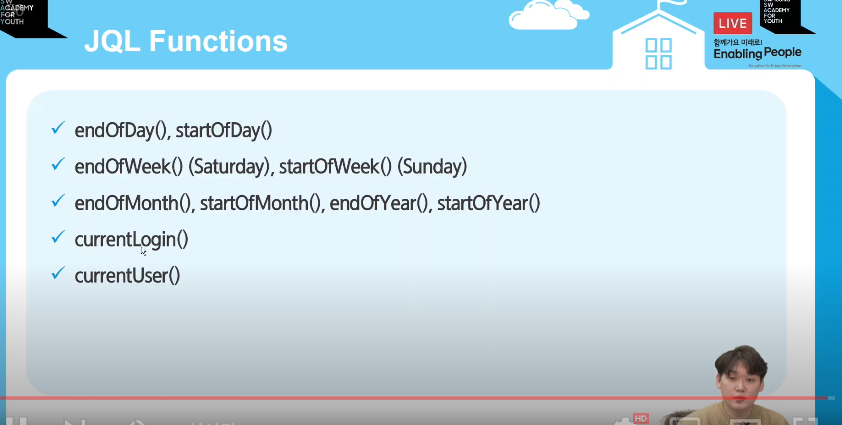 SW
ACADEMY
FOR
YOUTH
JQL Functions
LIVE
SW
ACADEMY
FOR
YOUTH
함께가요 미래로!
Enabling People
endOfDay(), startOfDay()
endOfWeek() (Saturday), startOfWeek() (Sunday)
endOfMonth(), startOfMonth(), endOfYear(), startOfYear()
currentLogin()
currentUser()
HD